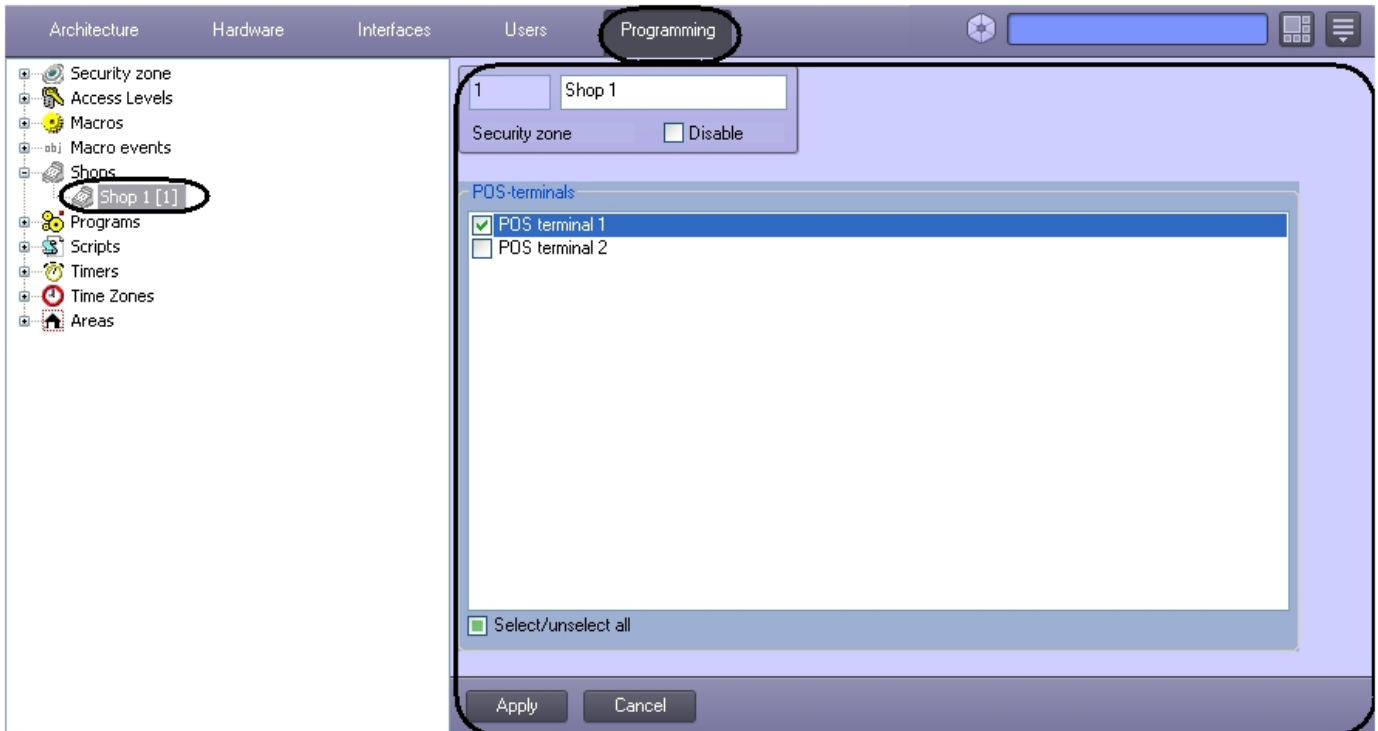 Architecture Hardware Interfaces Users Programming
Security zone
Access Levels
Macros
obj Macro events
Shops
Shop 1 [1]
Programs
Scripts
Timers
Time Zones
Areas
1 Shop 1
Security zone Disable
POS-terminals
POS terminal 1
POS terminal 2
Select/unselect all
Apply Cancel